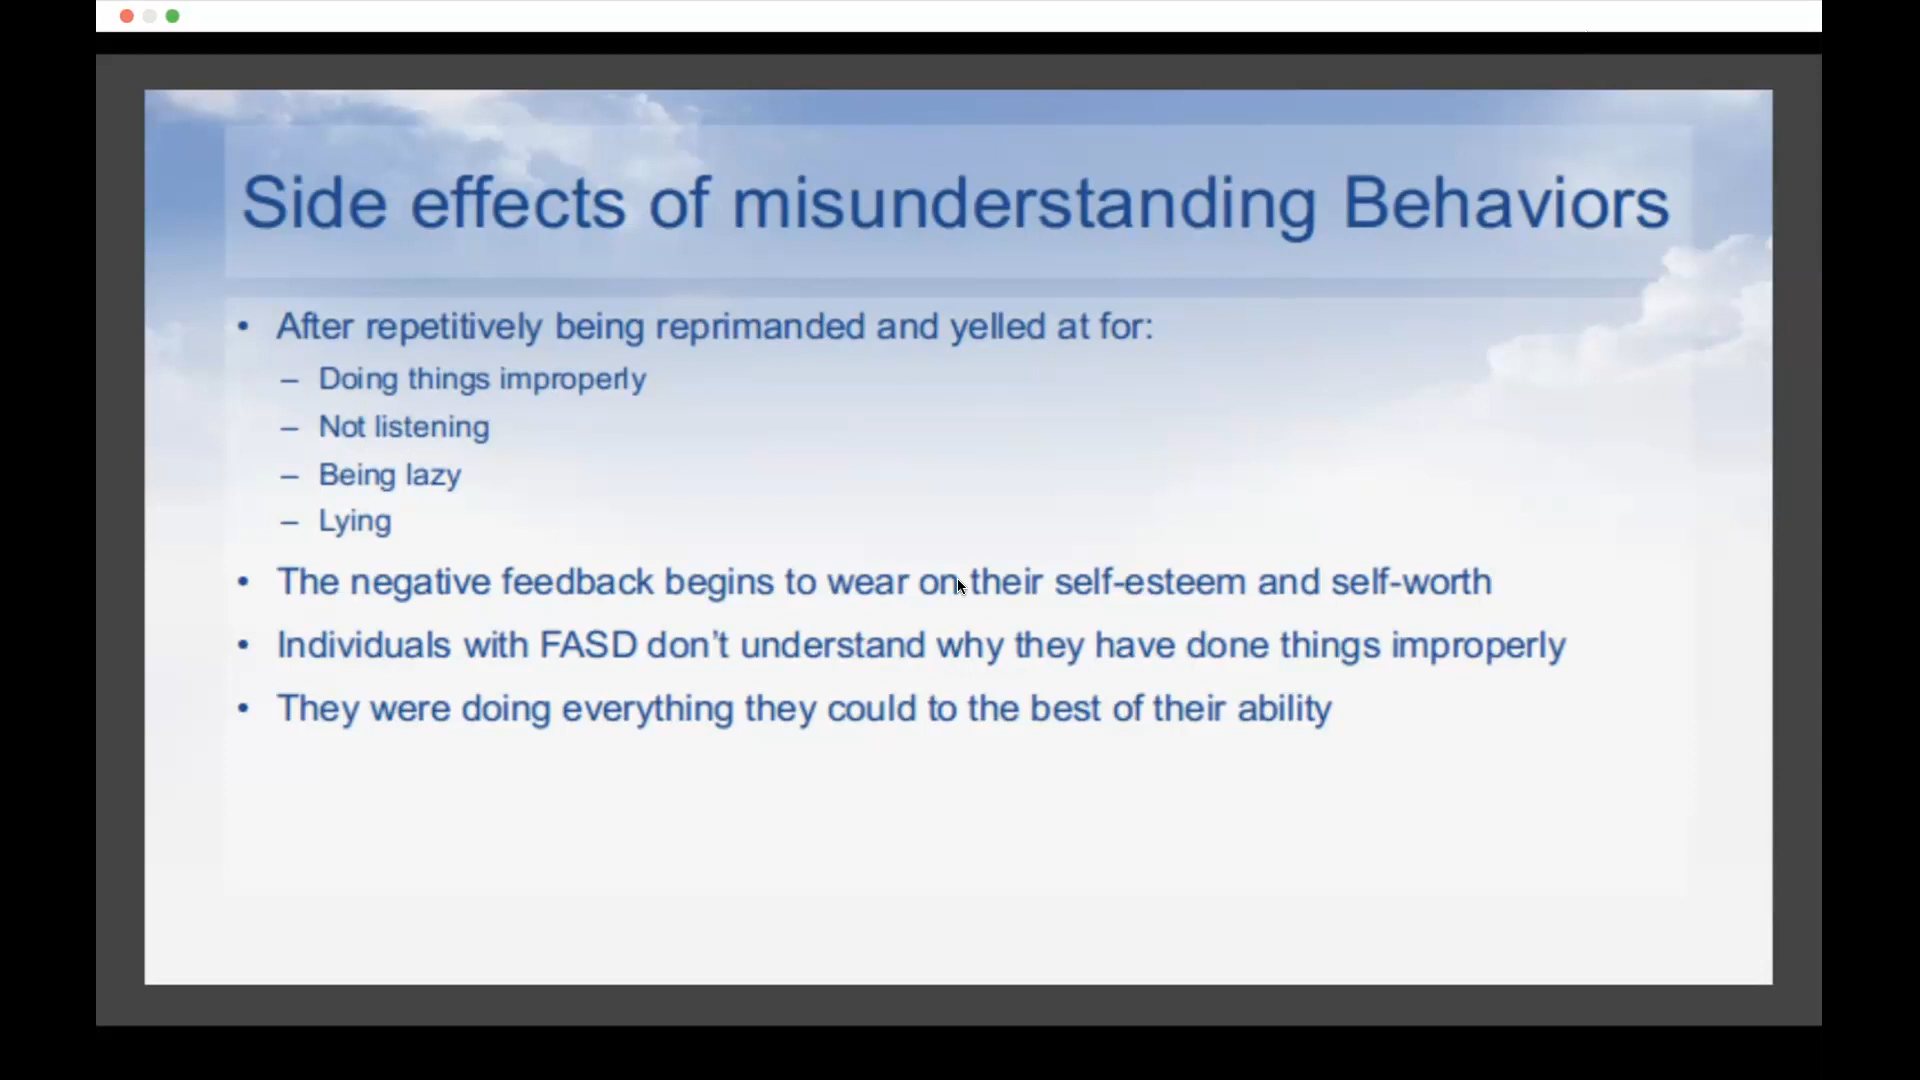 Side effects of misunderstanding Behaviors
• After repetitively being reprimanded and yelled at for:
– Doing things improperly
– Not listening
– Being lazy
– Lying
• The negative feedback begins to wear on their self-esteem and self-worth
• Individuals with FASD don’t understand why they have done things improperly
• They were doing everything they could to the best of their ability